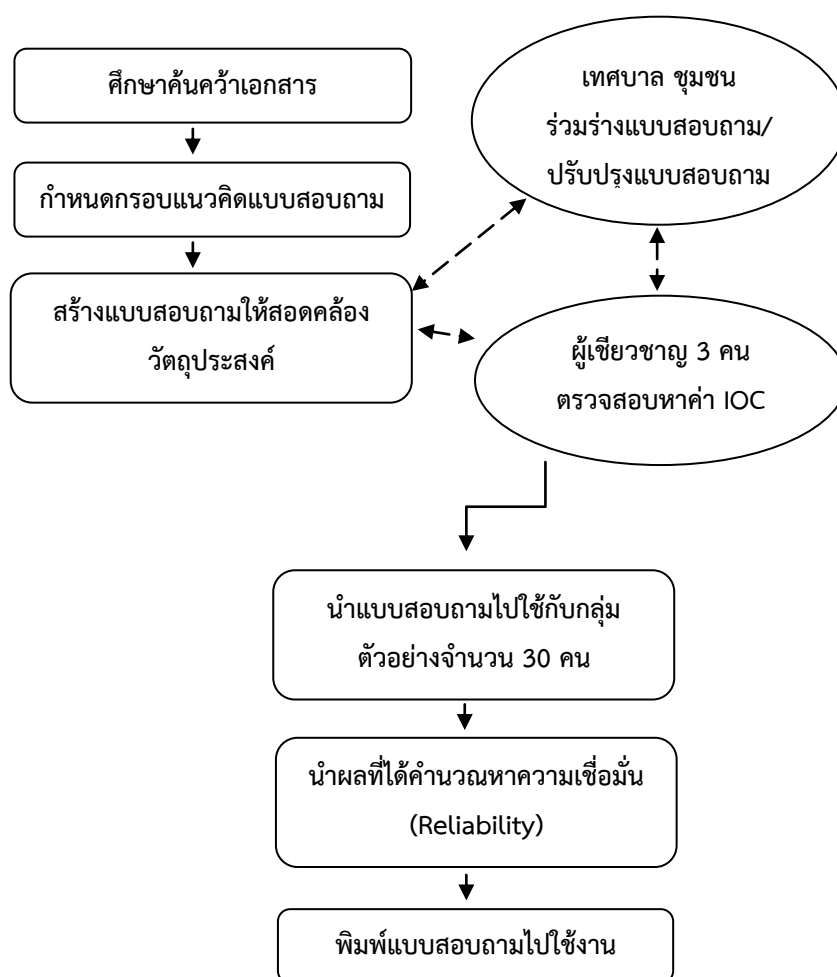 ศึกษาค้นคว้าเอกสาร
กำหนดกรอบแนวคิดแบบสอบถาม
สร้างแบบสอบถามให้สอดคล้อง
วัตถุประสงค์
เทศบาล ชุมชน
ร่วมร่างแบบสอบถาม/
ปรับปรุงแบบสอบถาม
ผู้เชียวชาญ 3 คน
ตรวจสอบหาค่า IOC
นำแบบสอบถามไปใช้กับกลุ่ม
ตัวอย่างจำนวน 30 คน
นำผลที่ได้คำนวณหาความเชื่อมั่น
(Reliability)
พิมพ์แบบสอบถามไปใช้งาน